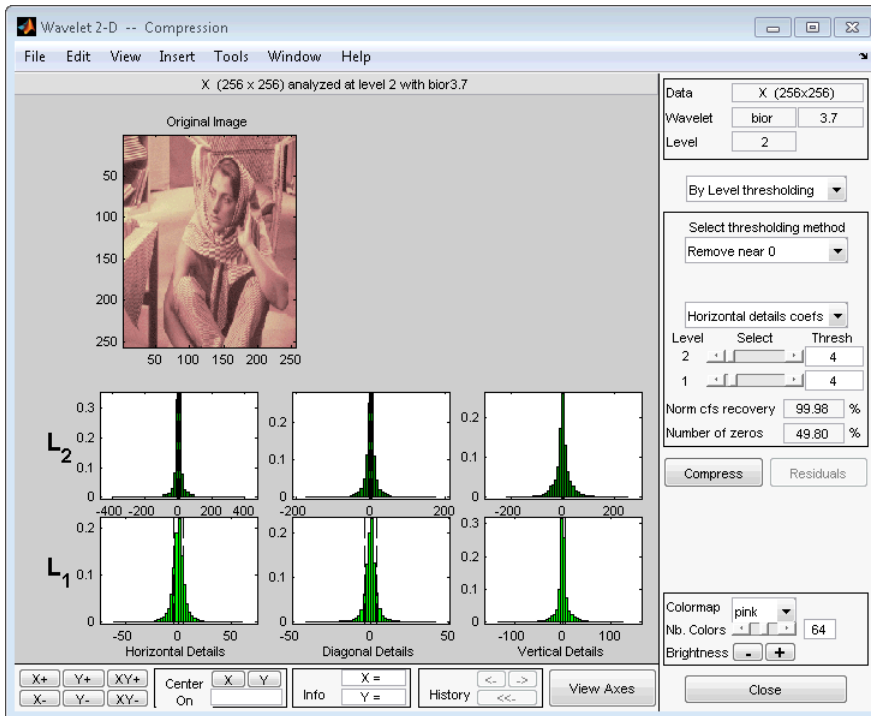 Wavelet 2-D -- Compression
File Edit View Insert Tools Window Help
X (256 x 256) analyzed at level 2 with bior3.7
Original Image
50
100
150
200
250
50 100 150 200 250
L2
0.3
0.2
0.1
0
-400 -200 0 200 400
0.2
0.1
0
-200 0 200
0.2
0.1
0
-200 0 200
L1
0.2
0.1
0
-50 0 50
Horizontal Details
0.2
0.1
0
-50 0 50
Diagonal Details
0.3
0.2
0.1
0
-100 0 100
Vertical Details
Data X (256x256)
Wavelet bior 3.7
Level 2
By Level thresholding
Select thresholding method
Remove near 0
Horizontal details coefs
Level Select Thresh
2 4
1 4
Norm cfs recovery 99.98 %
Number of zeros 49.80 %
Compress Residuals
Colormap pink
Nb. Colors 64
Brightness - +
Close
X+ Y+ XY+
X- Y- XY-
Center On X Y
Info X =
Y =
History <- ->
<<-
View Axes